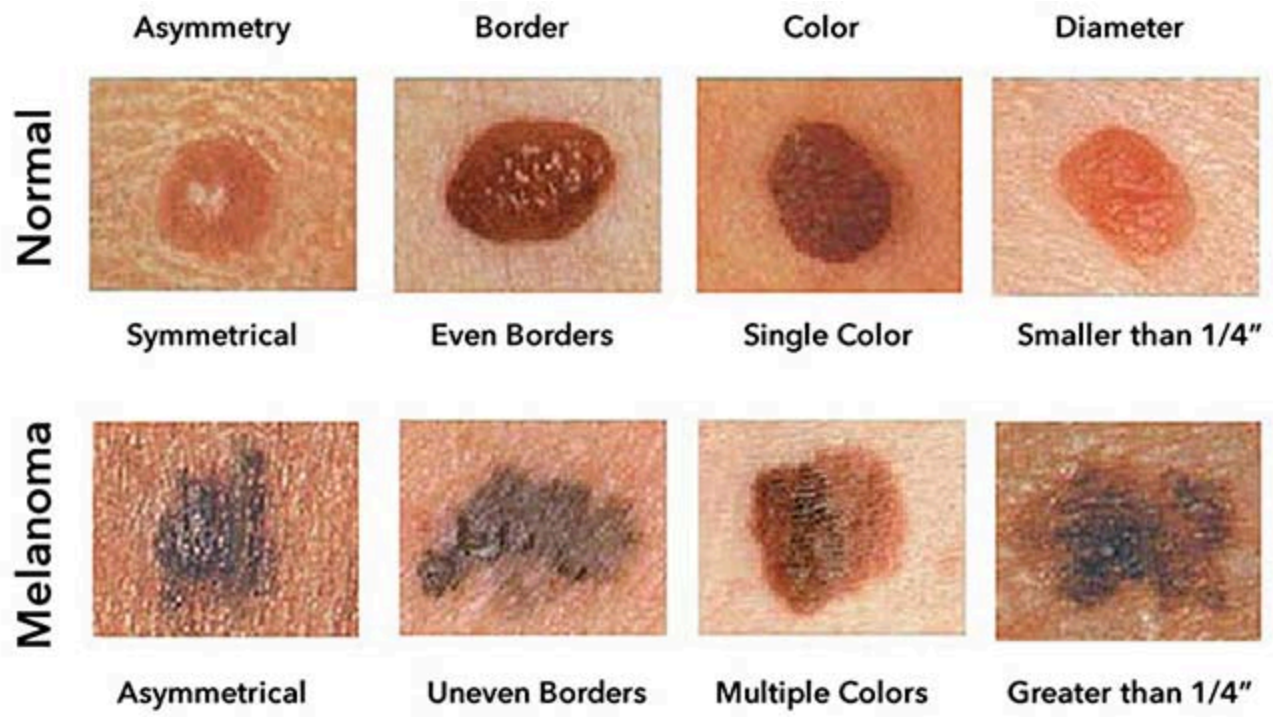 Asymmetry Border Color Diameter
Normal
Symmetrical Even Borders Single Color Smaller than 1/4”
Melanoma
Asymmetrical Uneven Borders Multiple Colors Greater than 1/4”